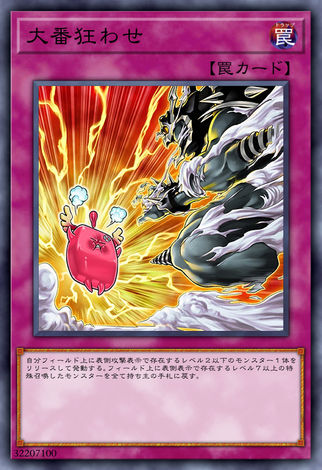 大番狂わせ
トラップ
罠
【罠カード】
自分フィールド上に表側攻撃表示で存在するレベル２以下のモンスター１体を
リリースして発動する。フィールド上に表側表示で存在するレベル７以上の特
殊召喚したモンスターを全て持ち主の手札に戻す。
32207100